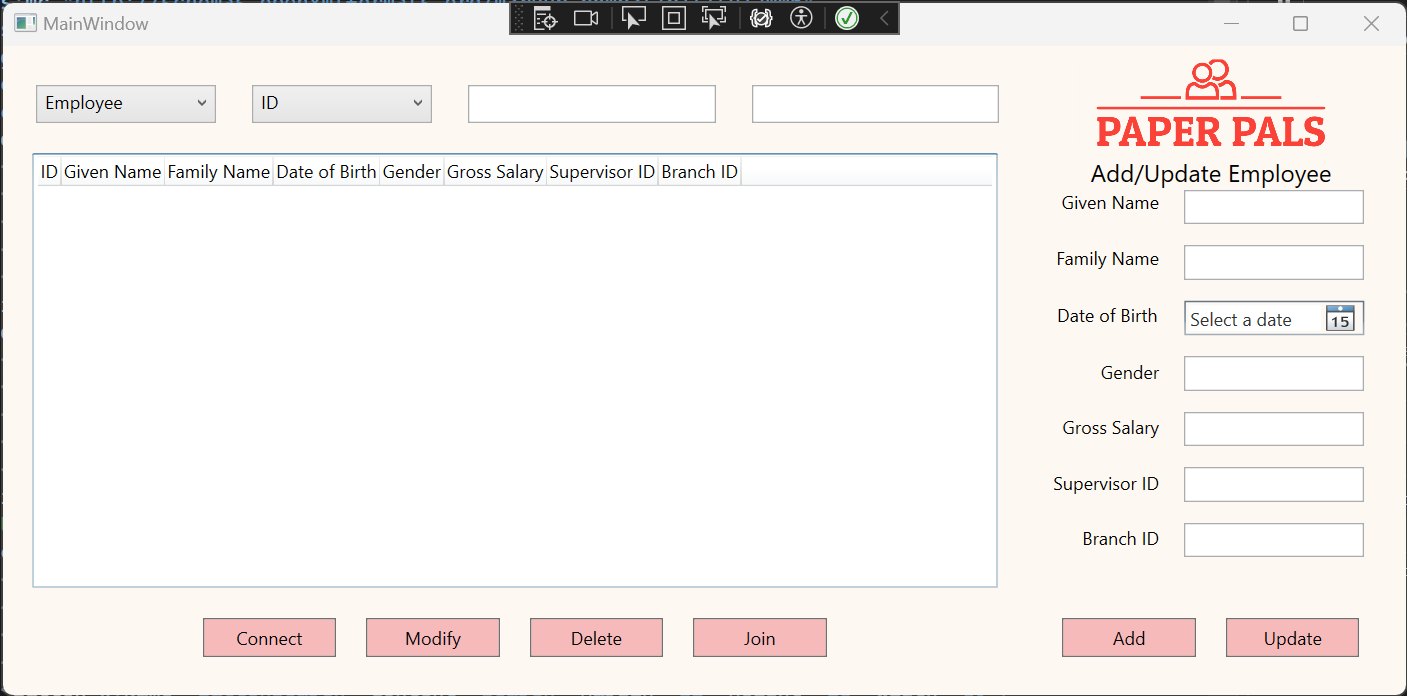 MainWindow
Employee
ID
PAPER PALS
ID Given Name Family Name Date of Birth Gender Gross Salary Supervisor ID Branch ID
Add/Update Employee
Given Name
Family Name
Date of Birth
Select a date
15
Gender
Gross Salary
Supervisor ID
Branch ID
Connect
Modify
Delete
Join
Add
Update